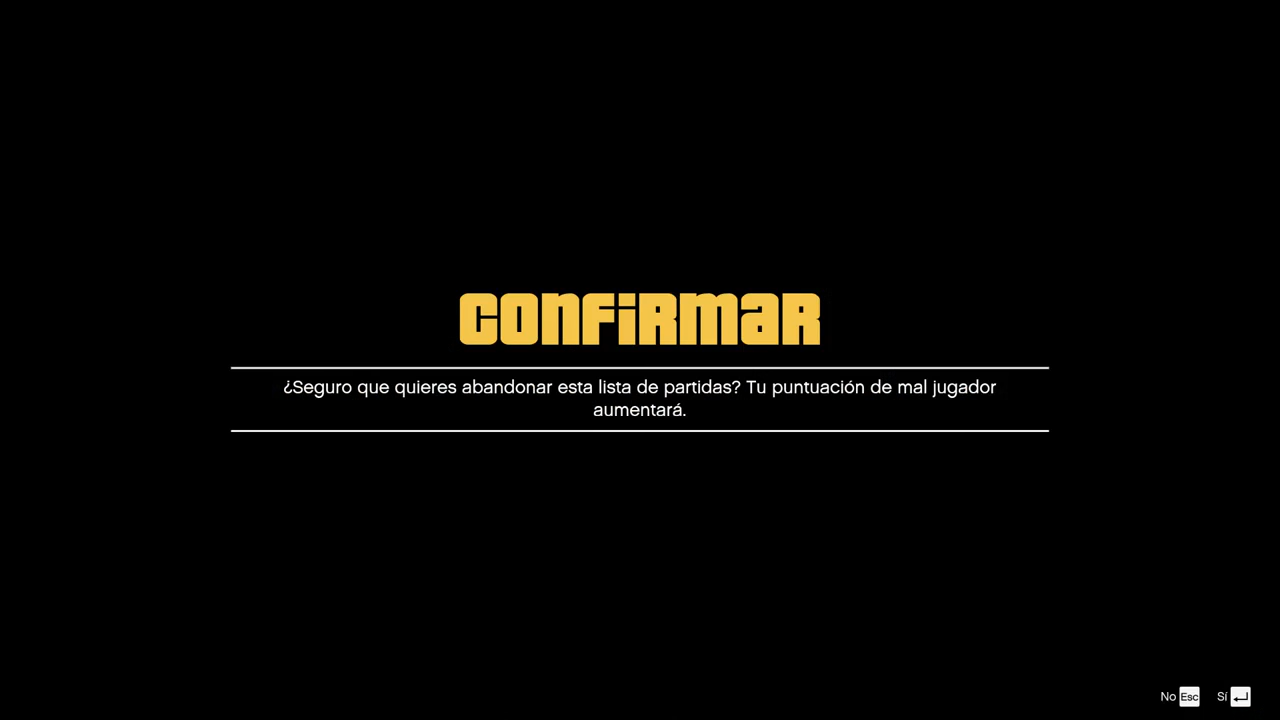 CONFIRMAR
¿Seguro que quieres abandonar esta lista de partidas? Tu puntuación de mal jugador
aumentará.
No Esc Sí